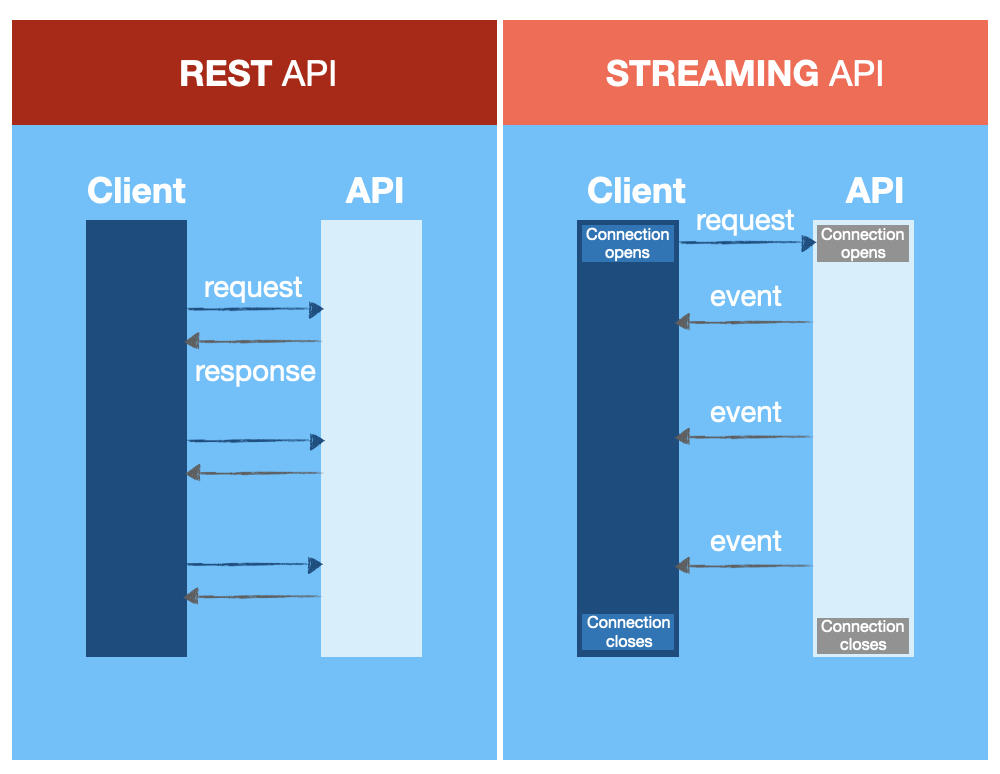 REST API
Client API
request
response
STREAMING API
Client API
request
Connection
opens
Connection
opens
event
event
event
Connection
closes
Connection
closes